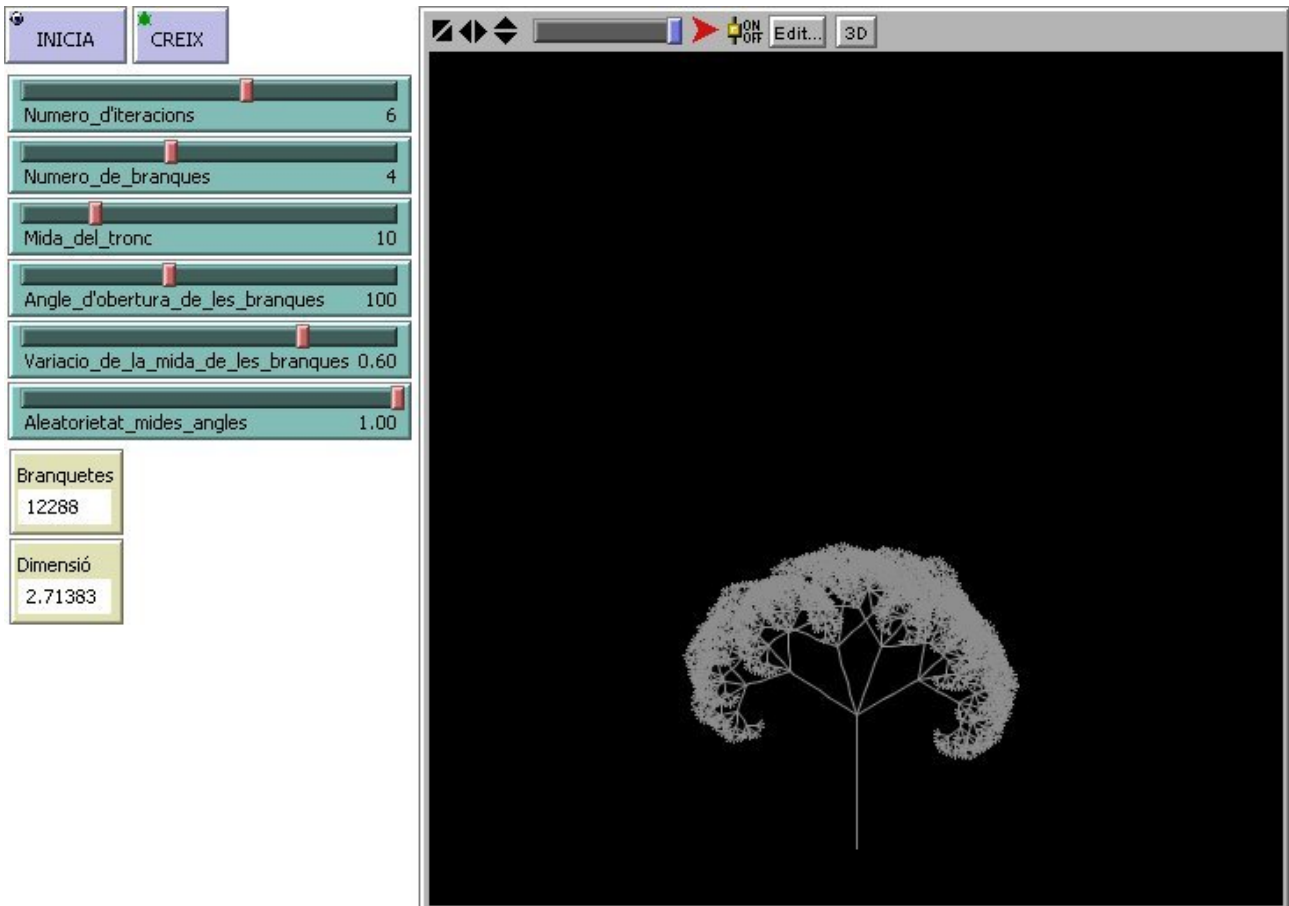 INICIA
CREIX
Numero_d'iteracions 6
Numero_de_branques 4
Mida_del_tronc 10
Angle_d'obertura_de_les_branques 100
Variacio_de_la_mida_de_les_branques 0.60
Aleatorietat_mides_angles 1.00
Branquetes
12288
Dimensió
2.71383
ON
OFF
Edit...
3D